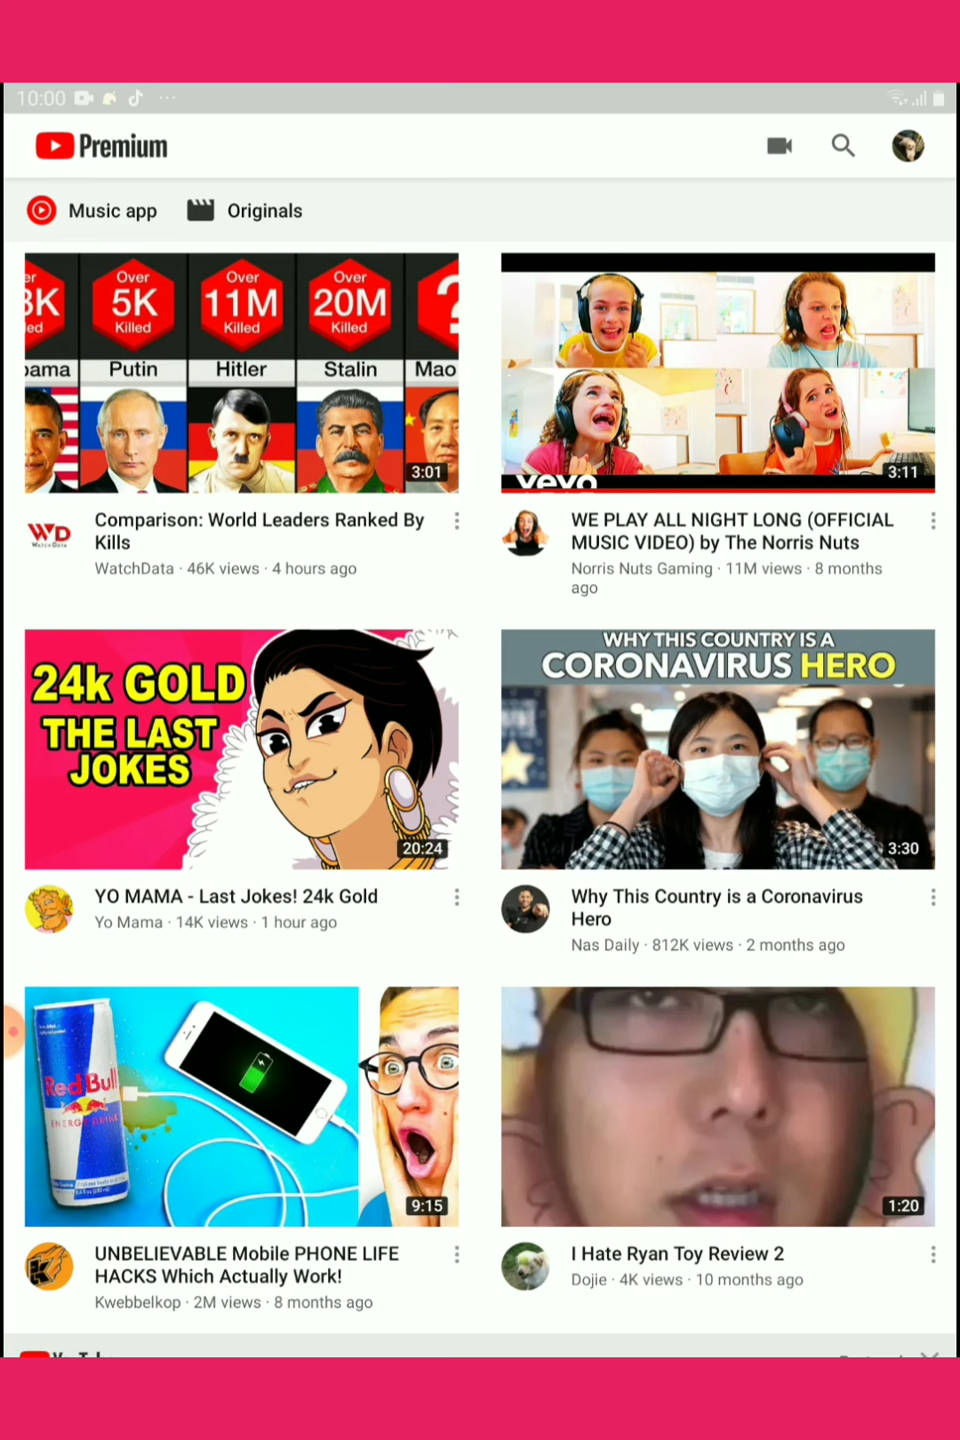 10:00
Premium
Music app
Originals
Over Over Over
5K 11M 20M ?
Killed Killed Killed
Putin Hitler Stalin Mao
3:01
vevo
3:11
Comparison: World Leaders Ranked By
Kills
WatchData · 46K views · 4 hours ago
WE PLAY ALL NIGHT LONG (OFFICIAL
MUSIC VIDEO) by The Norris Nuts
Norris Nuts Gaming · 11M views · 8 months
ago
24k GOLD
THE LAST
JOKES
20:24
WHY THIS COUNTRY IS A
CORONAVIRUS HERO
3:30
YO MAMA - Last Jokes! 24k Gold
Yo Mama · 14K views · 1 hour ago
Why This Country is a Coronavirus
Hero
Nas Daily · 812K views · 2 months ago
Red Bull
ENERGY DRINK
9:15
1:20
UNBELIEVABLE Mobile PHONE LIFE
HACKS Which Actually Work!
Kwebbelkop · 2M views · 8 months ago
I Hate Ryan Toy Review 2
Dojie · 4K views · 10 months ago